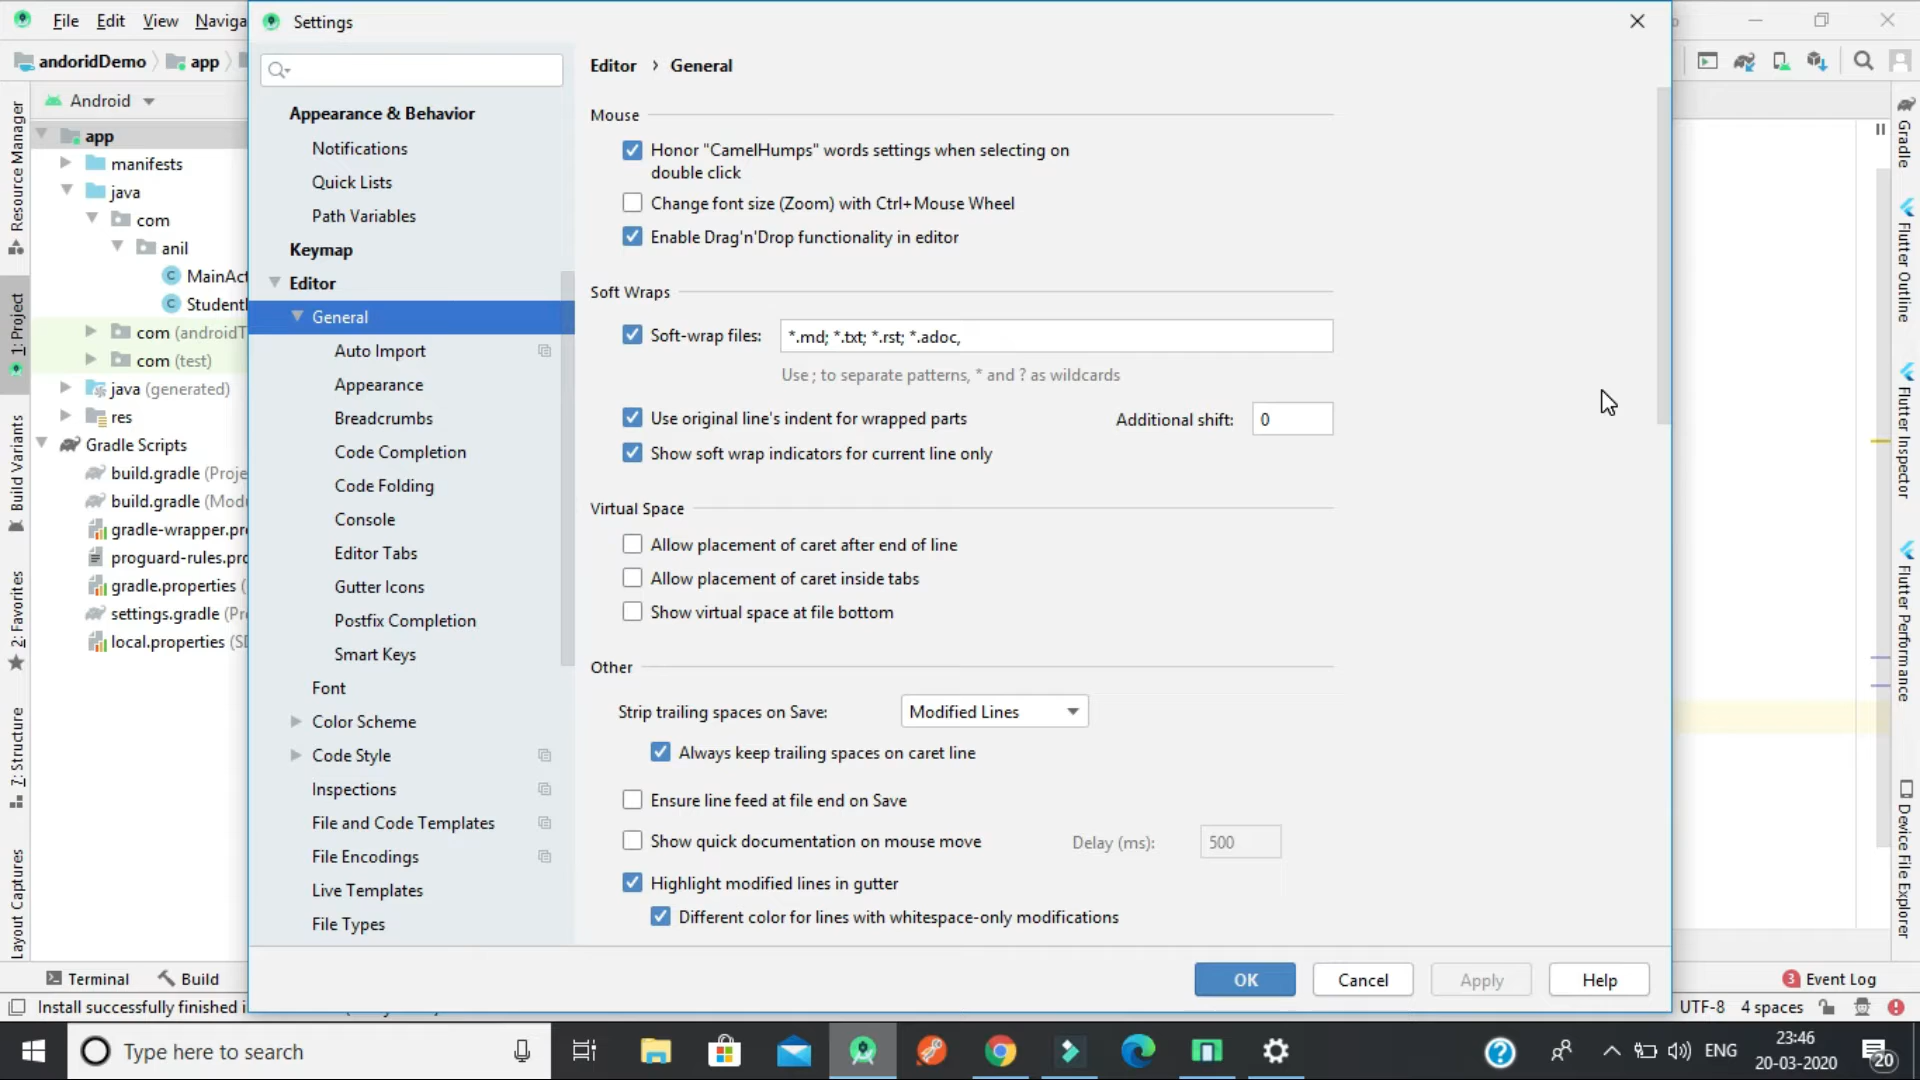 File Edit View Naviga
Settings
andoridDemo app
Android
app
manifests
java
com
anil
MainAct
Student
com (androidT
com (test)
java (generated)
res
Gradle Scripts
build.gradle (Proje
build.gradle (Modu
gradle-wrapper.pro
proguard-rules.pro
gradle.properties (
settings.gradle (Pro
local.properties (SD
Resource Manager
1: Project
Build Variants
2: Favorites
7: Structure
Layout Captures
Appearance & Behavior
Notifications
Quick Lists
Path Variables
Keymap
Editor
General
Auto Import
Appearance
Breadcrumbs
Code Completion
Code Folding
Console
Editor Tabs
Gutter Icons
Postfix Completion
Smart Keys
Font
Color Scheme
Code Style
Inspections
File and Code Templates
File Encodings
Live Templates
File Types
Editor › General
Mouse
Honor "CamelHumps" words settings when selecting on
double click
Change font size (Zoom) with Ctrl+Mouse Wheel
Enable Drag'n'Drop functionality in editor
Soft Wraps
Soft-wrap files: *.md; *.txt; *.rst; *.adoc,
Use ; to separate patterns, * and ? as wildcards
Use original line's indent for wrapped parts Additional shift: 0
Show soft wrap indicators for current line only
Virtual Space
Allow placement of caret after end of line
Allow placement of caret inside tabs
Show virtual space at file bottom
Other
Strip trailing spaces on Save: Modified Lines
Always keep trailing spaces on caret line
Ensure line feed at file end on Save
Show quick documentation on mouse move Delay (ms): 500
Highlight modified lines in gutter
Different color for lines with whitespace-only modifications
OK Cancel Apply Help
Gradle
Flutter Outline
Flutter Inspector
Flutter Performance
Device File Explorer
Terminal Build 3 Event Log
Install successfully finished i
UTF-8 4 spaces
Type here to search
ENG
23:46
20-03-2020
20